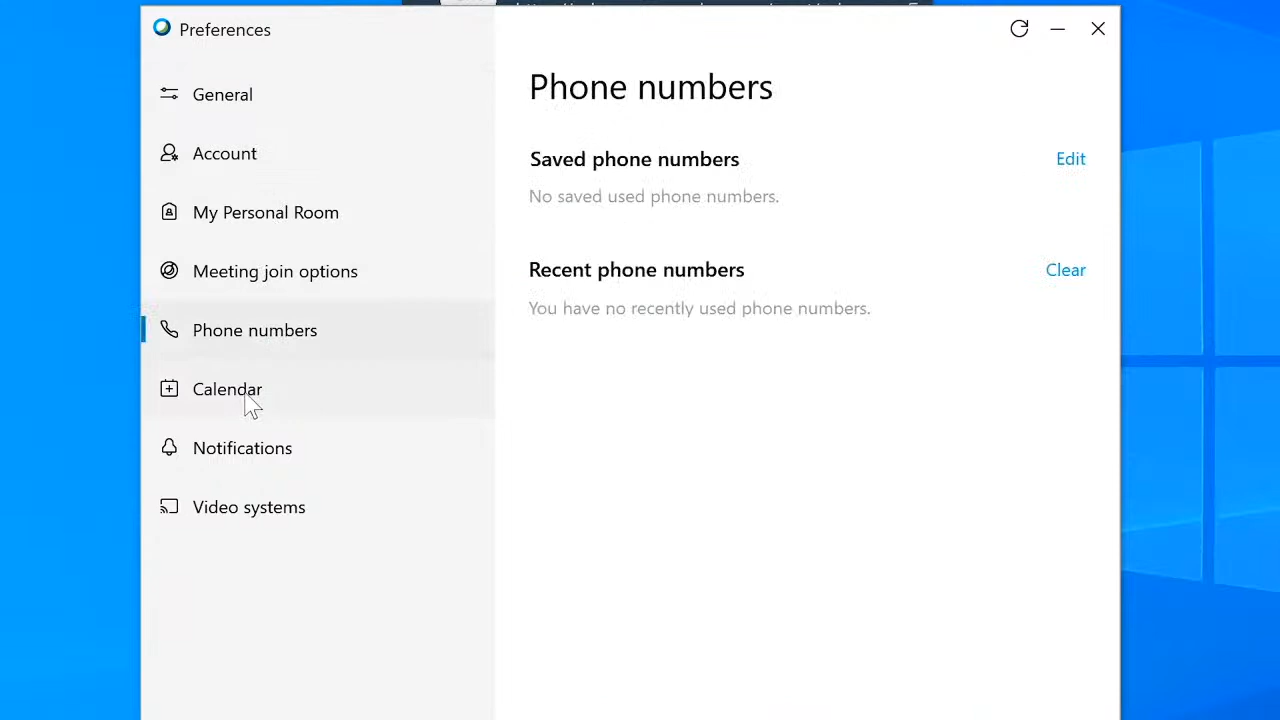 Preferences
General
Account
My Personal Room
Meeting join options
Phone numbers
Calendar
Notifications
Video systems
Phone numbers
Saved phone numbers
Edit
No saved used phone numbers.
Recent phone numbers
Clear
You have no recently used phone numbers.